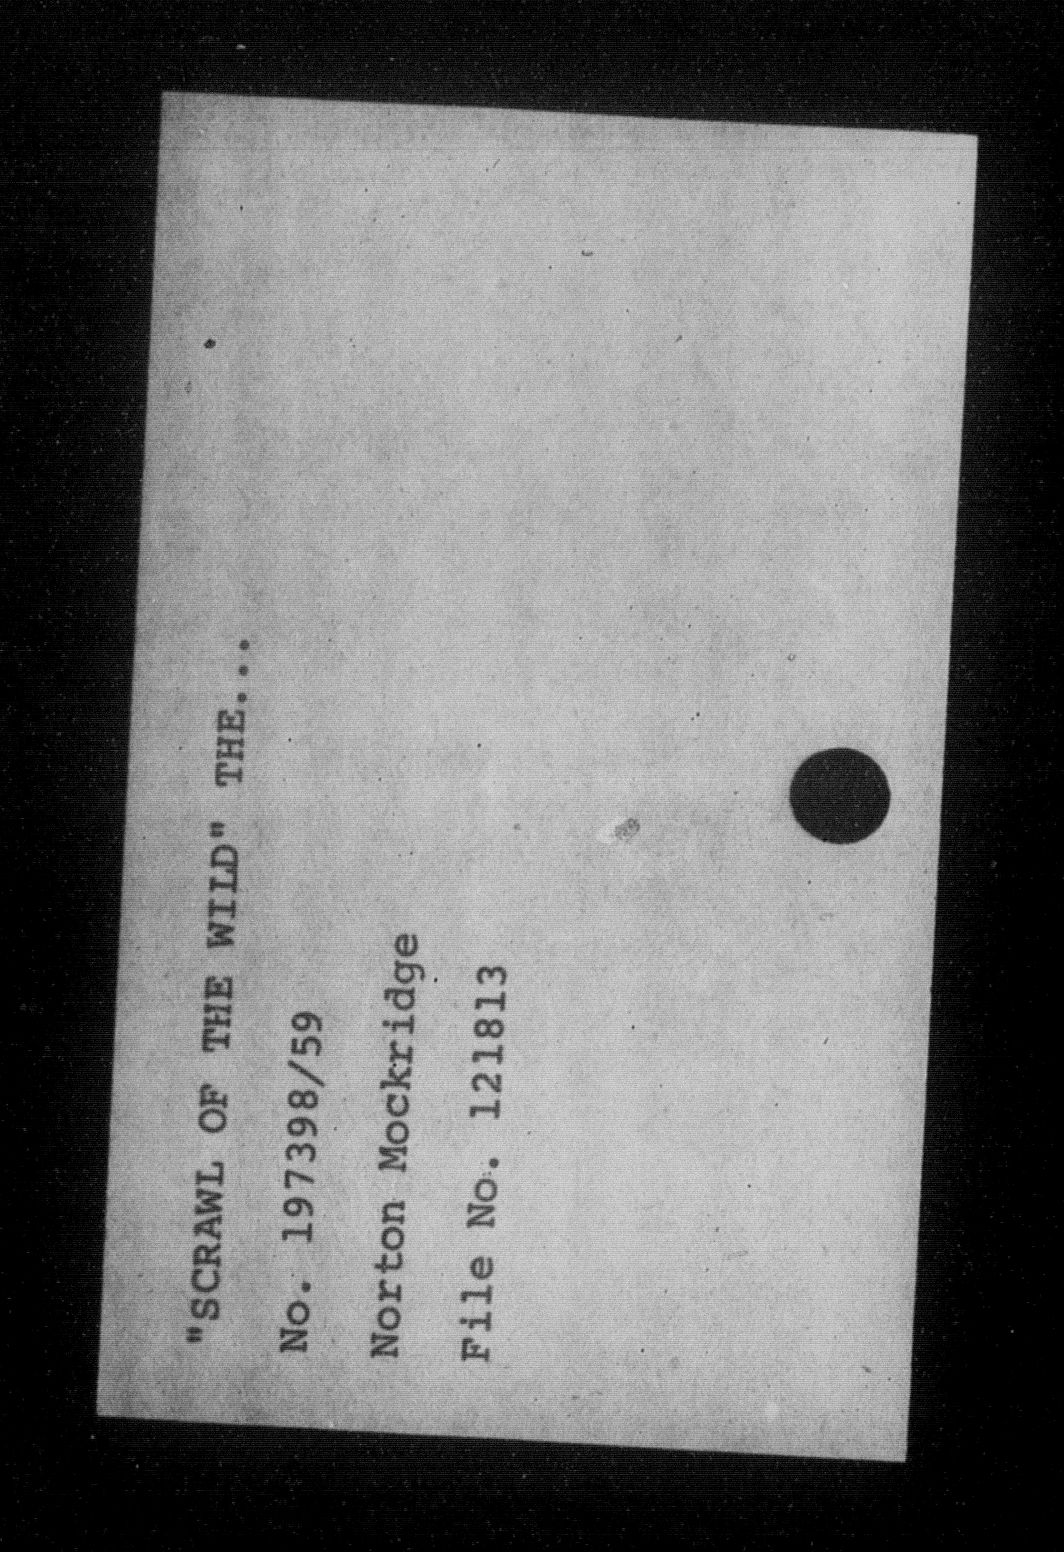 "SCRAWL OF THE WILD" THE...
No. 197398/59
Norton Mockridge
File No. 121813